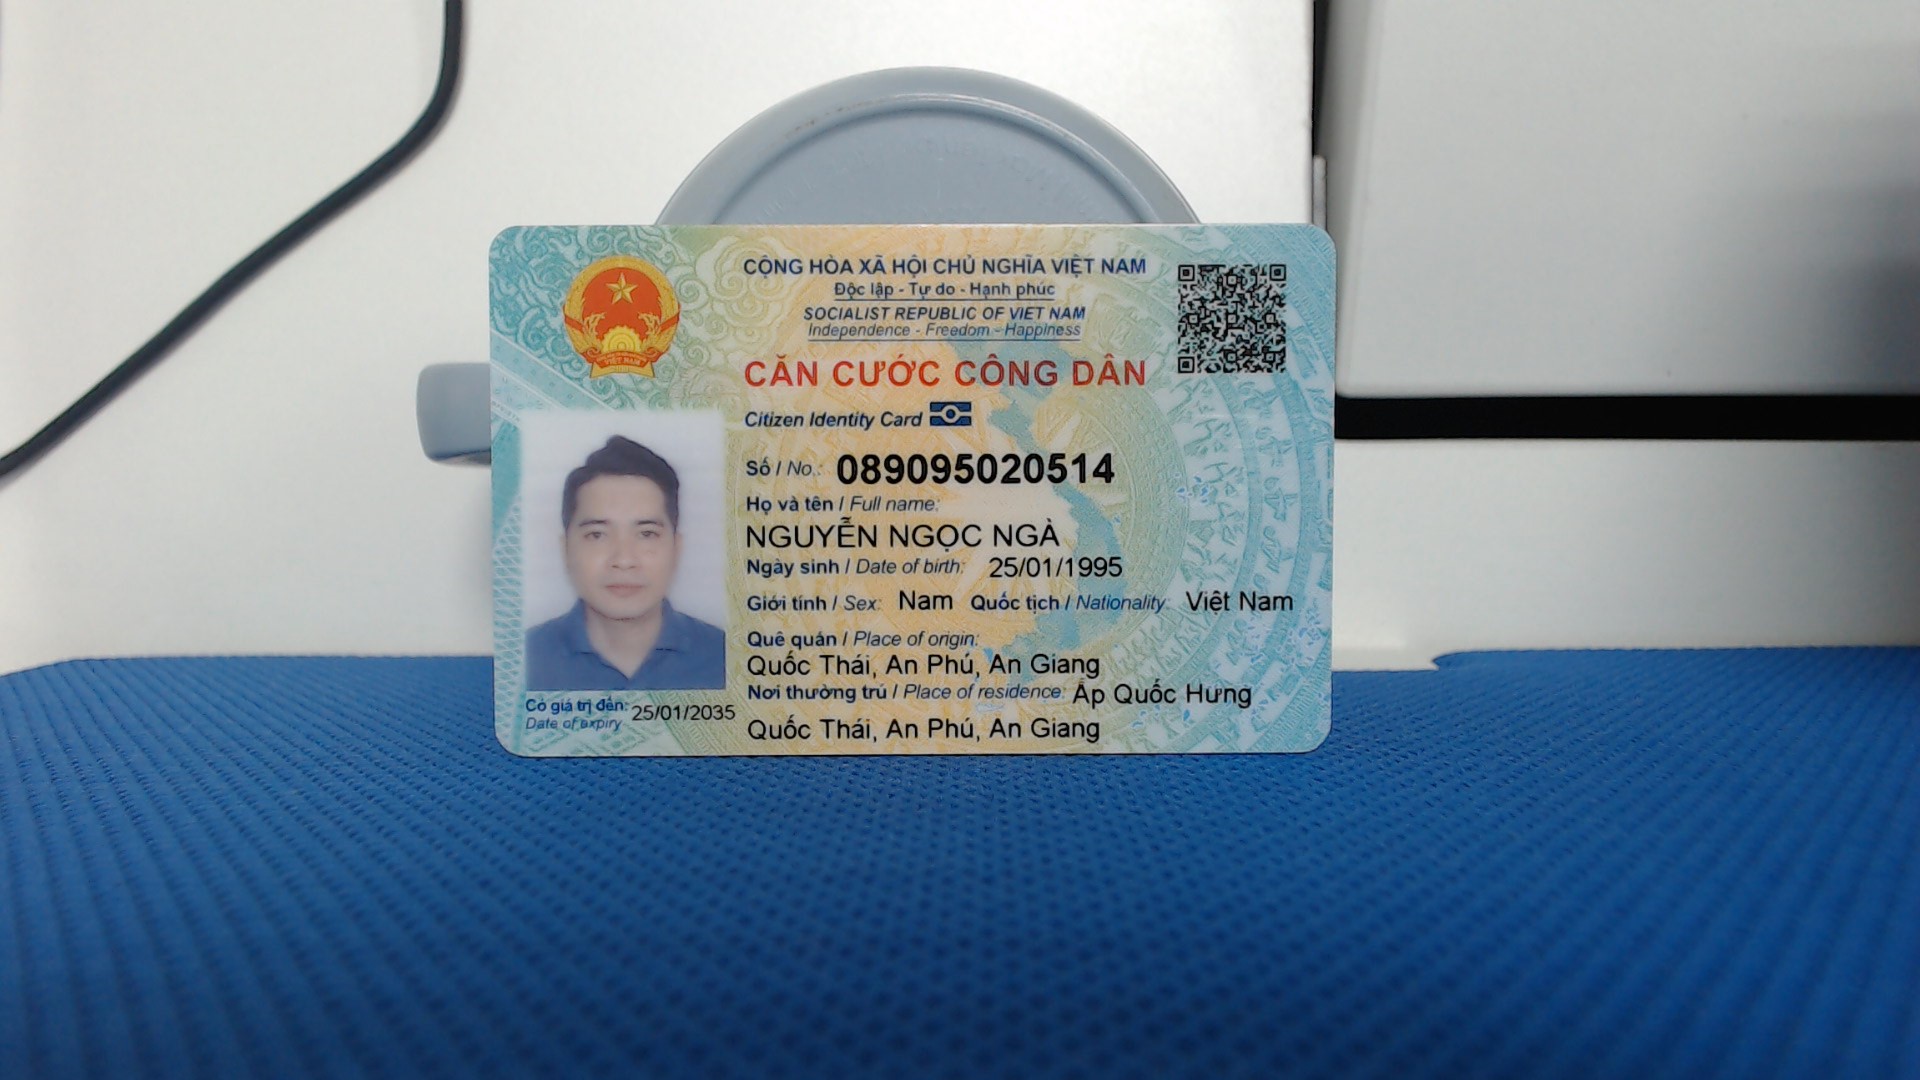 CỘNG HÒA XÃ HỘI CHỦ NGHĨA VIỆT NAM
Độc lập - Tự do - Hạnh phúc
SOCIALIST REPUBLIC OF VIET NAM
Independence - Freedom - Happiness
CĂN CƯỚC CÔNG DÂN
Citizen Identity Card
Số / No.: 089095020514
Họ và tên / Full name:
NGUYỄN NGỌC NGÀ
Ngày sinh / Date of birth: 25/01/1995
Giới tính / Sex: Nam Quốc tịch / Nationality: Việt Nam
Quê quán / Place of origin:
Quốc Thái, An Phú, An Giang
Nơi thường trú / Place of residence: Ấp Quốc Hưng
Quốc Thái, An Phú, An Giang
Có giá trị đến: 25/01/2035
Date of expiry
VIỆT NAM